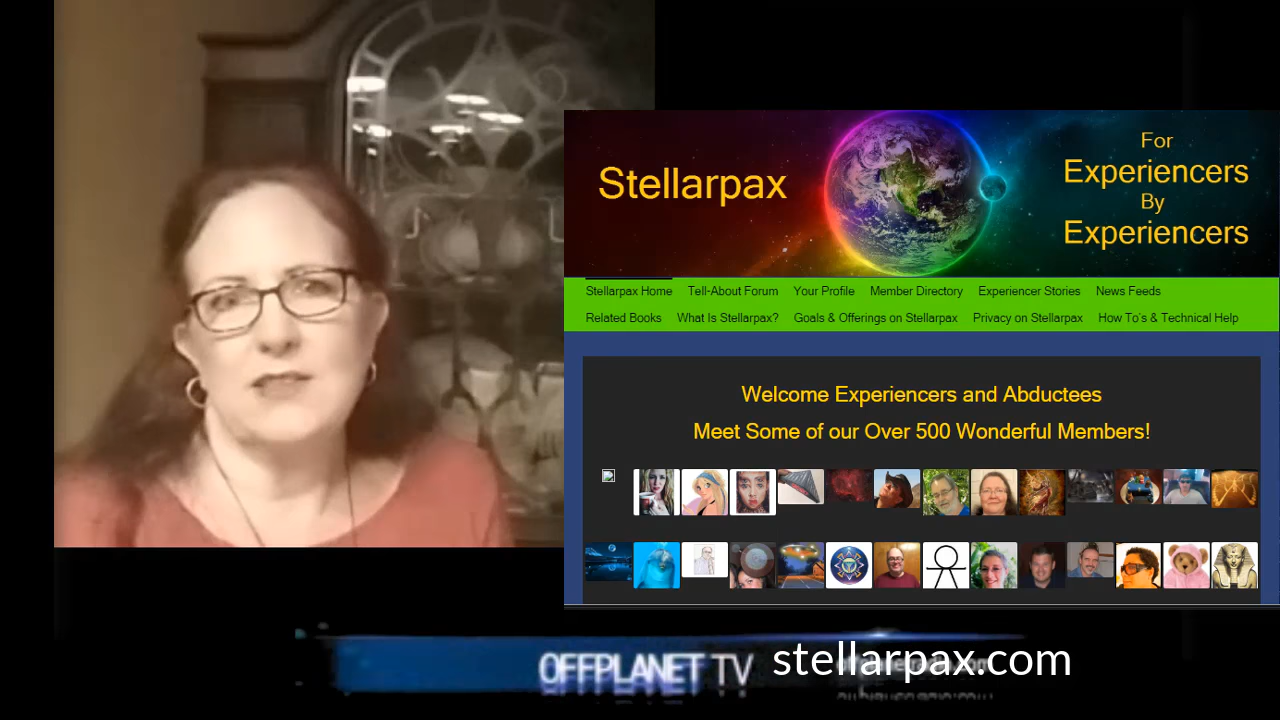 Stellarpax
For
Experiencers
By
Experiencers
Stellarpax Home Tell-About Forum Your Profile Member Directory Experiencer Stories News Feeds
Related Books What Is Stellarpax? Goals & Offerings on Stellarpax Privacy on Stellarpax How To's & Technical Help
Welcome Experiencers and Abductees
Meet Some of our Over 500 Wonderful Members!
OFFPLANET TV
stellarpax.com